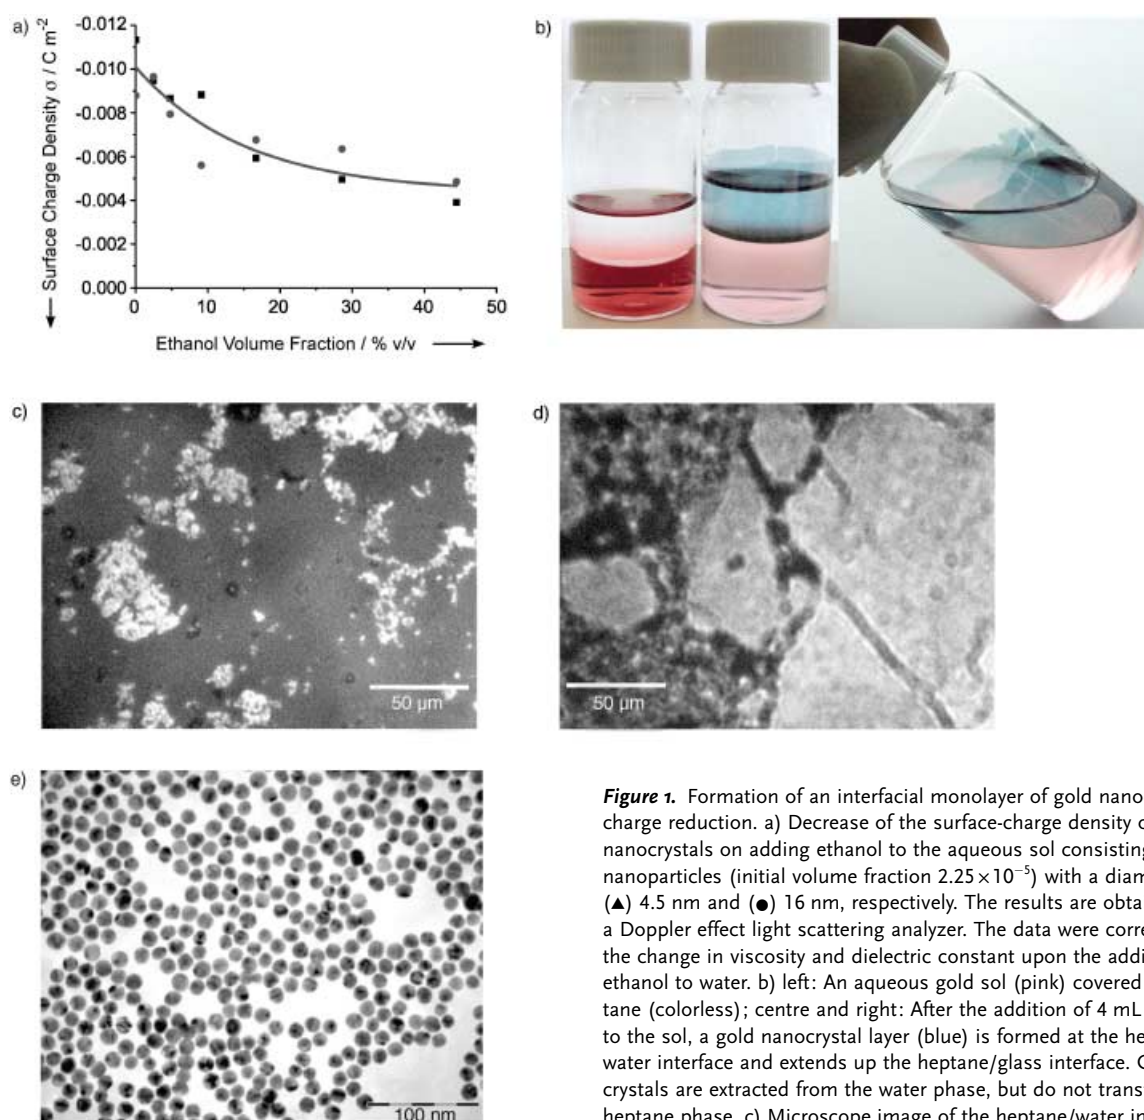 a)
Surface Charge Density σ / C m⁻²
-0.012
-0.010
-0.008
-0.006
-0.004
-0.002
0.000
0 10 20 30 40 50
Ethanol Volume Fraction / % v/v
b)
c)
50 µm
d)
50 µm
e)
100 nm
Figure 1. Formation of an interfacial monolayer of gold nano
charge reduction. a) Decrease of the surface-charge density
nanocrystals on adding ethanol to the aqueous sol consisting
nanoparticles (initial volume fraction 2.25×10⁻⁵) with a diam
(▲) 4.5 nm and (●) 16 nm, respectively. The results are obta
a Doppler effect light scattering analyzer. The data were corre
the change in viscosity and dielectric constant upon the addi
ethanol to water. b) left: An aqueous gold sol (pink) covered
tane (colorless); centre and right: After the addition of 4 mL
to the sol, a gold nanocrystal layer (blue) is formed at the he
water interface and extends up the heptane/glass interface.
crystals are extracted from the water phase, but do not trans
heptane phase. c) Microscope image of the heptane/water